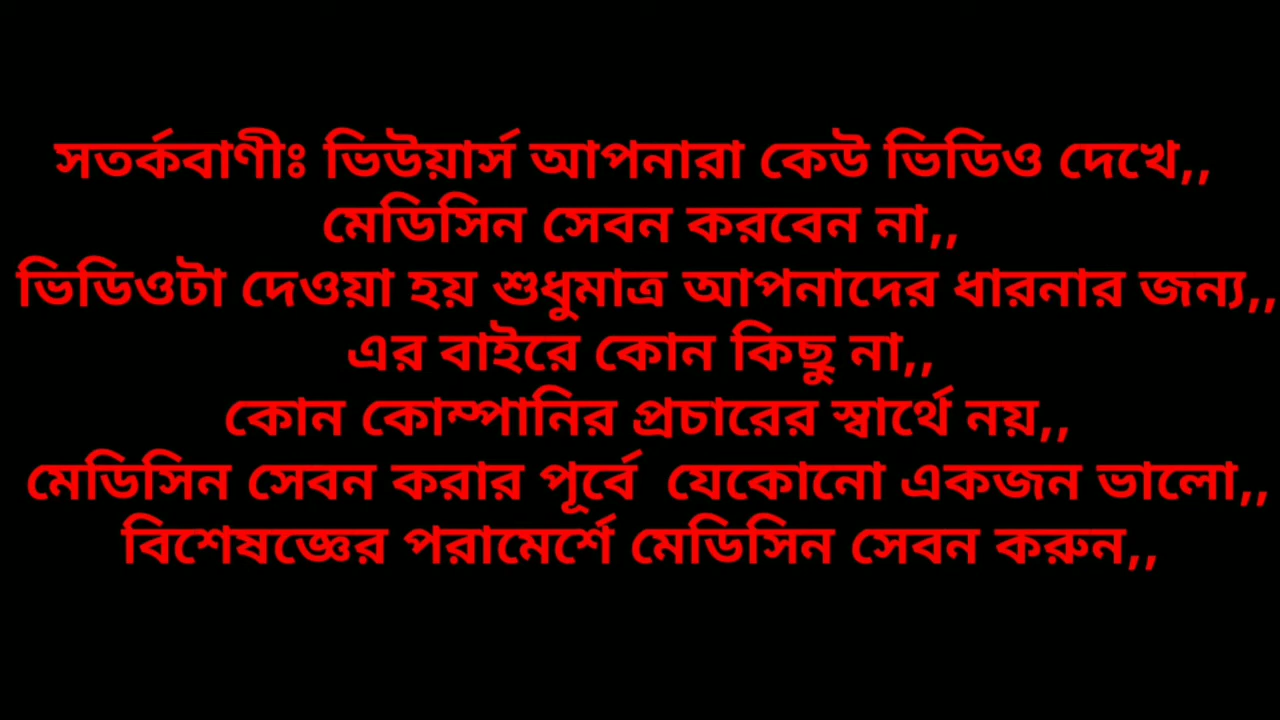 সতর্কবাণীঃ ভিউয়ার্স আপনারা কেউ ভিডিও দেখে,,
মেডিসিন সেবন করবেন না,,
ভিডিওটা দেওয়া হয় শুধুমাত্র আপনাদের ধারনার জন্য,,
এর বাইরে কোন কিছু না,,
কোন কোম্পানির প্রচারের স্বার্থে নয়,,
মেডিসিন সেবন করার পূর্বে যেকোনো একজন ভালো,,
বিশেষজ্ঞের পরামের্শে মেডিসিন সেবন করুন,,